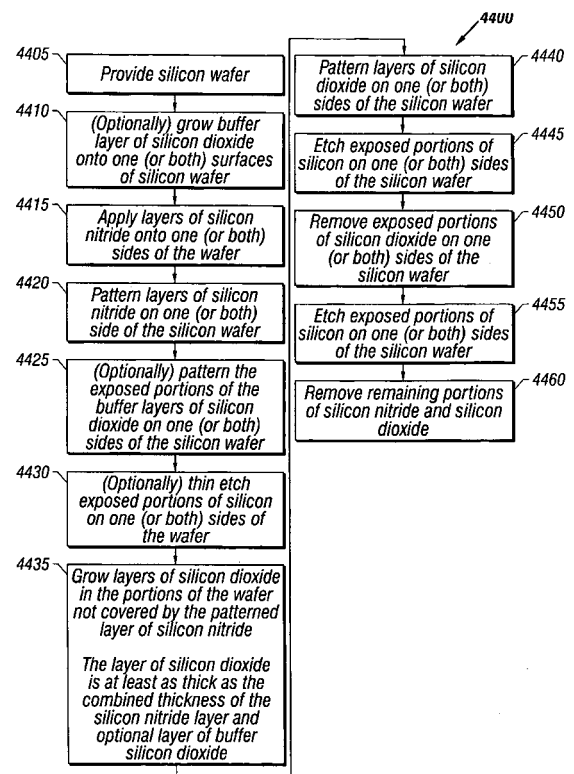 4400
4405
Provide silicon wafer
4410
(Optionally) grow buffer
layer of silicon dioxide
onto one (or both) surfaces
of silicon wafer
4415
Apply layers of silicon
nitride onto one (or both)
sides of the wafer
4420
Pattern layers of silicon
nitride on one (or both)
side of the silicon wafer
4425
(Optionally) pattern the
exposed portions of the
buffer layers of silicon
dioxide on one (or both)
sides of the silicon wafer
4430
(Optionally) thin etch
exposed portions of silicon
on one (or both) sides of
the wafer
4435
Grow layers of silicon dioxide
in the portions of the wafer
not covered by the patterned
layer of silicon nitride
The layer of silicon dioxide
is at least as thick as the
combined thickness of the
silicon nitride layer and
optional layer of buffer
silicon dioxide
4440
Pattern layers of silicon
dioxide on one (or both)
sides of the silicon wafer
4445
Etch exposed portions of
silicon on one (or both) sides
of the silicon wafer
4450
Remove exposed portions
of silicon dioxide on one
(or both) sides of the
silicon wafer
4455
Etch exposed portions of
silicon on one (or both) sides
of the silicon wafer
4460
Remove remaining portions
of silicon nitride and silicon
dioxide